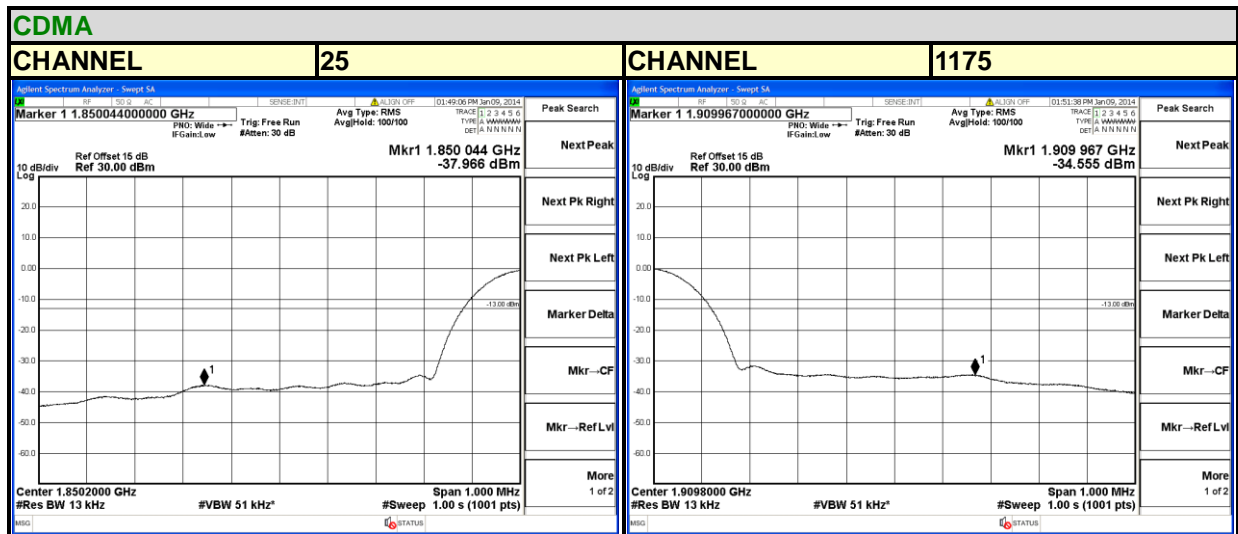 CDMA
CHANNEL 25 CHANNEL 1175
Agilent Spectrum Analyzer - Swept SA
RF 50 Ω AC SENSE:INT ALIGN OFF 01:49:06 PM Jan 09, 2014
Marker 1 1.850044000000 GHz
PNO: Wide
IFGain:Low
Trig: Free Run
#Atten: 30 dB
Avg Type: RMS
Avg|Hold: 100/100
TRACE 1 2 3 4 5 6
TYPE A WWWWW
DET A N N N N N
Ref Offset 15 dB
10 dB/div Ref 30.00 dBm
Log
Mkr1 1.850 044 GHz
-37.966 dBm
20.0
10.0
0.00
-10.0
-13.00 dBm
-20.0
-30.0
1
-40.0
-50.0
-60.0
Center 1.8502000 GHz Span 1.000 MHz
#Res BW 13 kHz #VBW 51 kHz* #Sweep 1.00 s (1001 pts)
MSG STATUS
Peak Search
Next Peak
Next Pk Right
Next Pk Left
Marker Delta
Mkr→CF
Mkr→Ref Lvl
More
1 of 2
Agilent Spectrum Analyzer - Swept SA
RF 50 Ω AC SENSE:INT ALIGN OFF 01:51:38 PM Jan 09, 2014
Marker 1 1.909967000000 GHz
PNO: Wide
IFGain:Low
Trig: Free Run
#Atten: 30 dB
Avg Type: RMS
Avg|Hold: 100/100
TRACE 1 2 3 4 5 6
TYPE A WWWWW
DET A N N N N N
Ref Offset 15 dB
10 dB/div Ref 30.00 dBm
Log
Mkr1 1.909 967 GHz
-34.555 dBm
20.0
10.0
0.00
-10.0
-13.00 dBm
-20.0
-30.0
1
-40.0
-50.0
-60.0
Center 1.9098000 GHz Span 1.000 MHz
#Res BW 13 kHz #VBW 51 kHz* #Sweep 1.00 s (1001 pts)
MSG STATUS
Peak Search
Next Peak
Next Pk Right
Next Pk Left
Marker Delta
Mkr→CF
Mkr→Ref Lvl
More
1 of 2